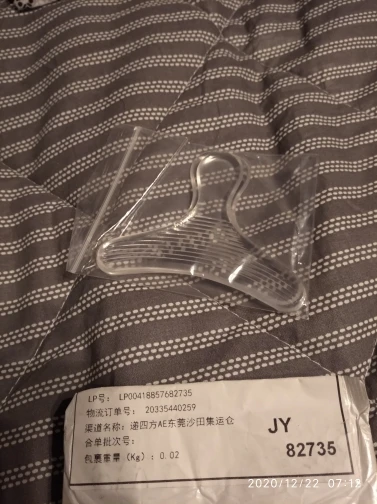 LP号: LP00418857682735
物流订单号: 20335440259
渠道名称: 递四方AE东莞沙田集运仓
合单批次号:
包裹重量 (Kg): 0.02
JY
82735
2020/12/22 07:13